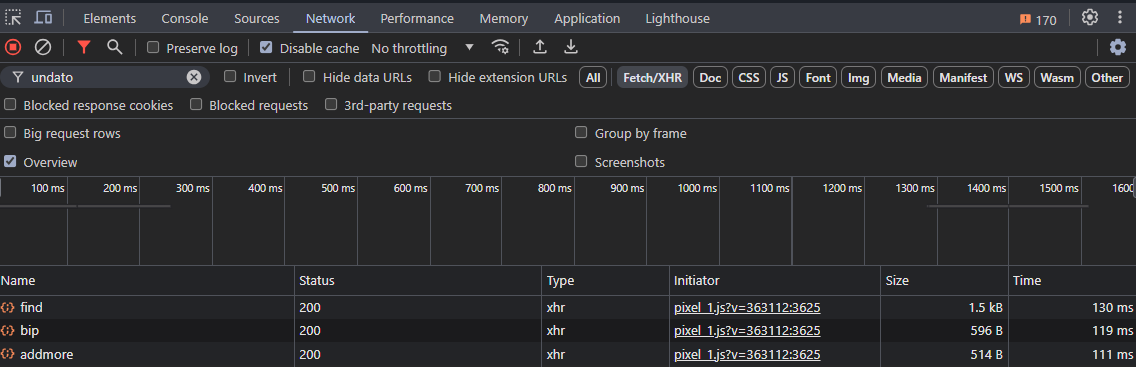 Elements Console Sources Network Performance Memory Application Lighthouse 170
Preserve log Disable cache No throttling
undato Invert Hide data URLs Hide extension URLs All Fetch/XHR Doc CSS JS Font Img Media Manifest WS Wasm Other
Blocked response cookies Blocked requests 3rd-party requests
Big request rows Group by frame
Overview Screenshots
100 ms 200 ms 300 ms 400 ms 500 ms 600 ms 700 ms 800 ms 900 ms 1000 ms 1100 ms 1200 ms 1300 ms 1400 ms 1500 ms 1600
Name Status Type Initiator Size Time
find 200 xhr pixel_1.js?v=363112:3625 1.5 kB 130 ms
bip 200 xhr pixel_1.js?v=363112:3625 596 B 119 ms
addmore 200 xhr pixel_1.js?v=363112:3625 514 B 111 ms